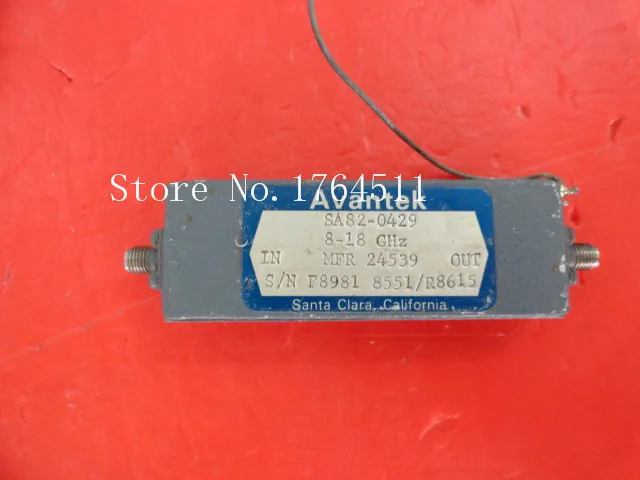 Store No. 1764511
Avantek
SA82-0429
8-18 GHz
IN MFR 24539 OUT
S/N F8981 8551/R8615
Santa Clara, California